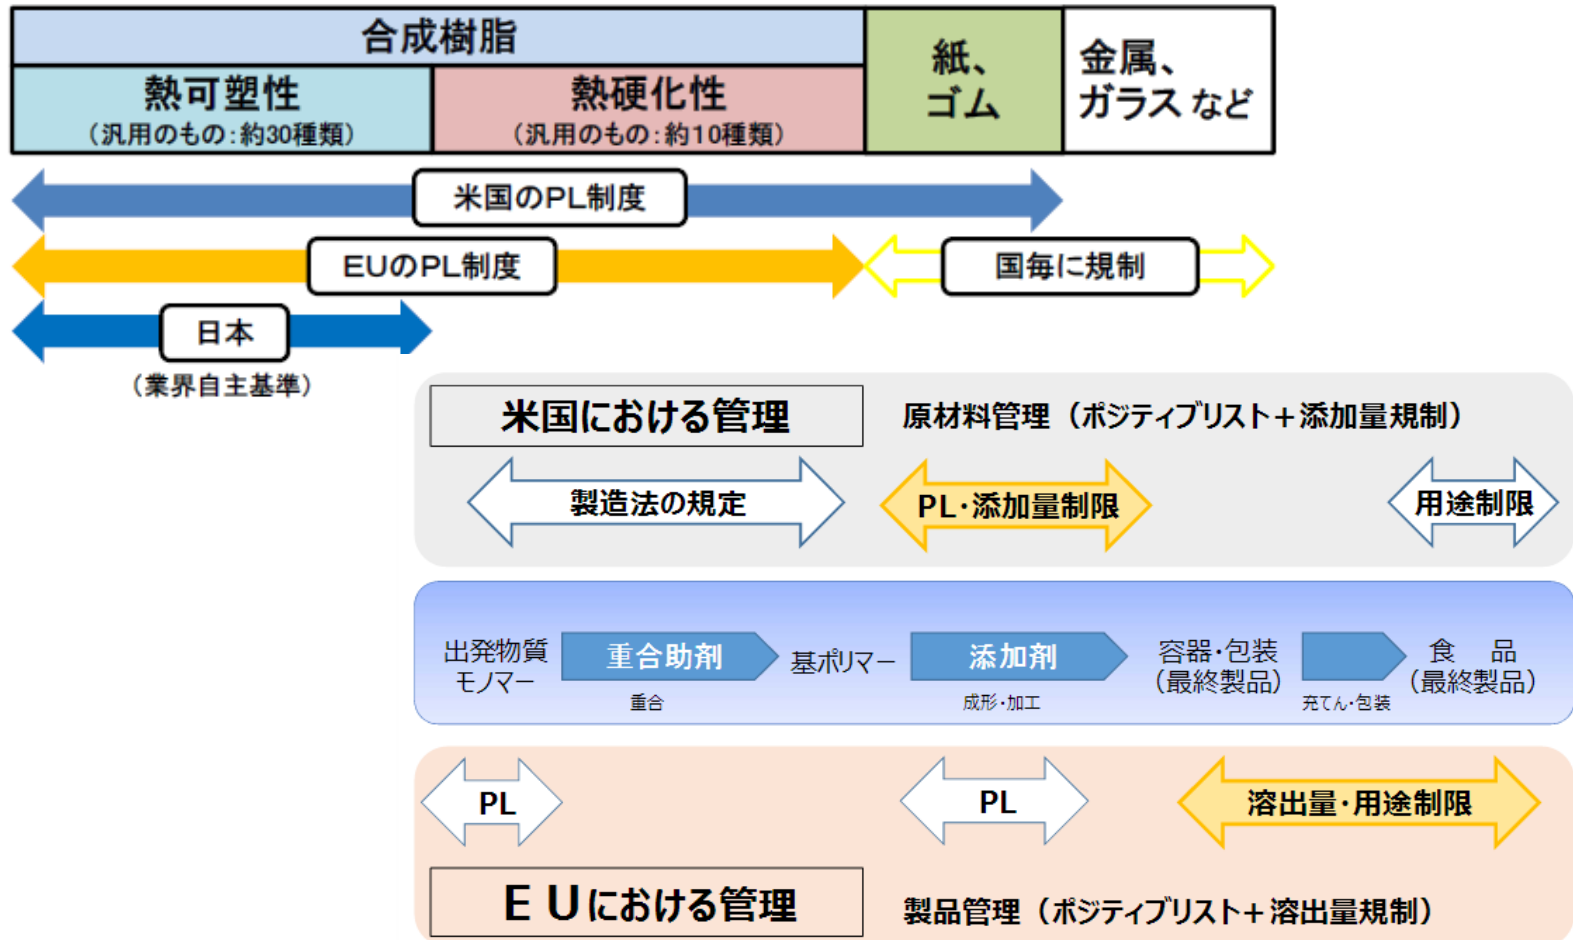 合成樹脂
熱可塑性
（汎用のもの：約30種類）
熱硬化性
（汎用のもの：約10種類）
紙、
ゴム
金属、
ガラス など
米国のPL制度
EUのPL制度
国毎に規制
日本
（業界自主基準）
米国における管理
原材料管理（ポジティブリスト＋添加量規制）
製造法の規定
PL･添加量制限
用途制限
出発物質
モノマー
重合助剤
重合
基ポリマー
添加剤
成形･加工
容器･包装
（最終製品）
充てん･包装
食　品
（最終製品）
PL
PL
溶出量･用途制限
ＥＵにおける管理
製品管理（ポジティブリスト＋溶出量規制）